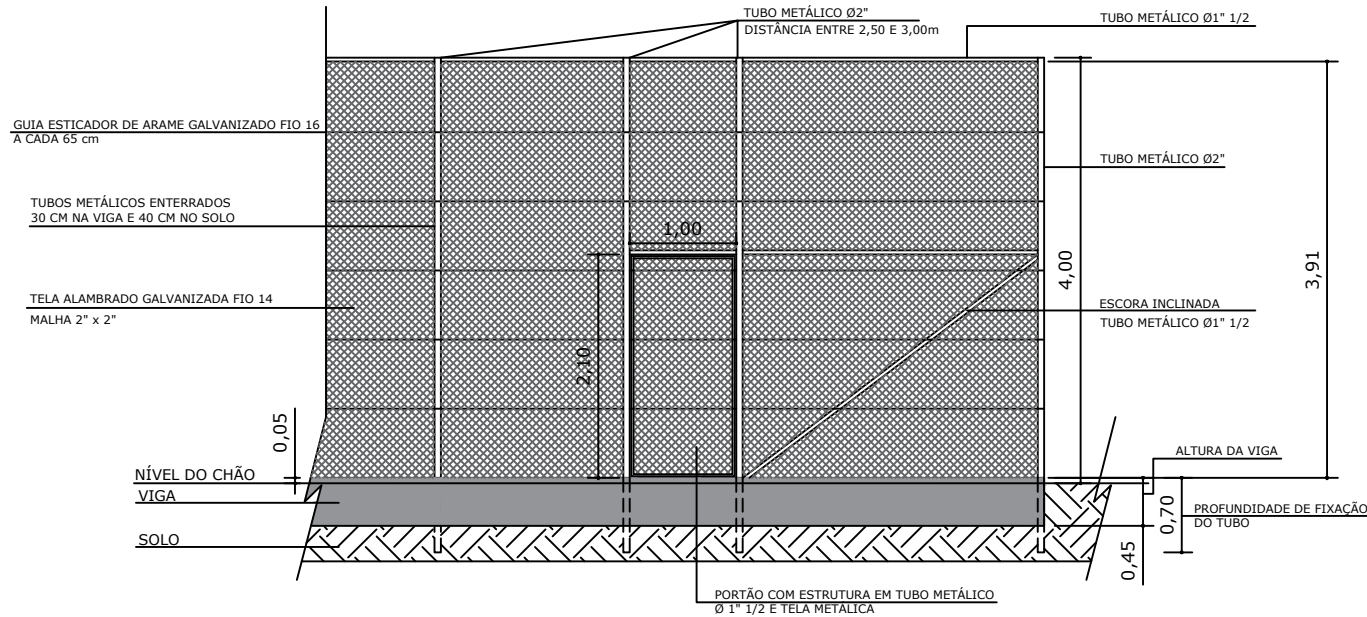 TUBO METÁLICO Ø2"
DISTÂNCIA ENTRE 2,50 E 3,00m
TUBO METÁLICO Ø1" 1/2
GUIA ESTICADOR DE ARAME GALVANIZADO FIO 16
A CADA 65 cm
TUBO METÁLICO Ø2"
TUBOS METÁLICOS ENTERRADOS
30 CM NA VIGA E 40 CM NO SOLO
1,00
4,00
3,91
TELA ALAMBRADO GALVANIZADA FIO 14
MALHA 2" x 2"
ESCORA INCLINADA
TUBO METÁLICO Ø1" 1/2
2,10
0,05
NÍVEL DO CHÃO
VIGA
SOLO
ALTURA DA VIGA
0,70
PROFUNDIDADE DE FIXAÇÃO
DO TUBO
0,45
PORTÃO COM ESTRUTURA EM TUBO METÁLICO
Ø 1" 1/2 E TELA METÁLICA